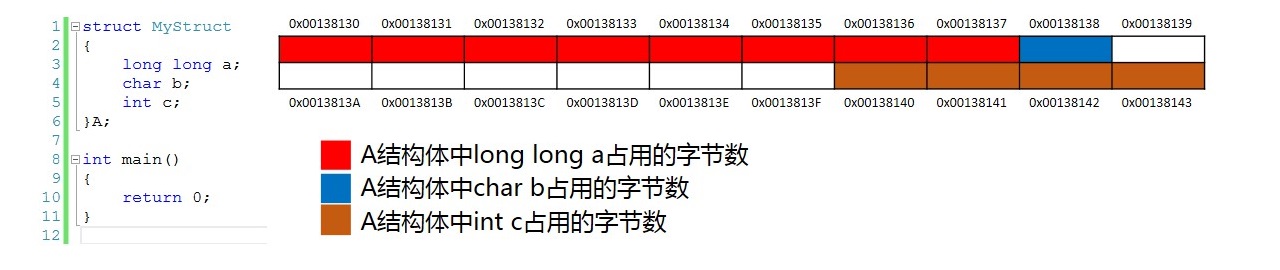 1 struct MyStruct
2 {
3 long long a;
4 char b;
5 int c;
6 }A;
7
8 int main()
9 {
10 return 0;
11 }
12
0x00138130 0x00138131 0x00138132 0x00138133 0x00138134 0x00138135 0x00138136 0x00138137 0x00138138 0x00138139
0x0013813A 0x0013813B 0x0013813C 0x0013813D 0x0013813E 0x0013813F 0x00138140 0x00138141 0x00138142 0x00138143
A结构体中long long a占用的字节数
A结构体中char b占用的字节数
A结构体中int c占用的字节数